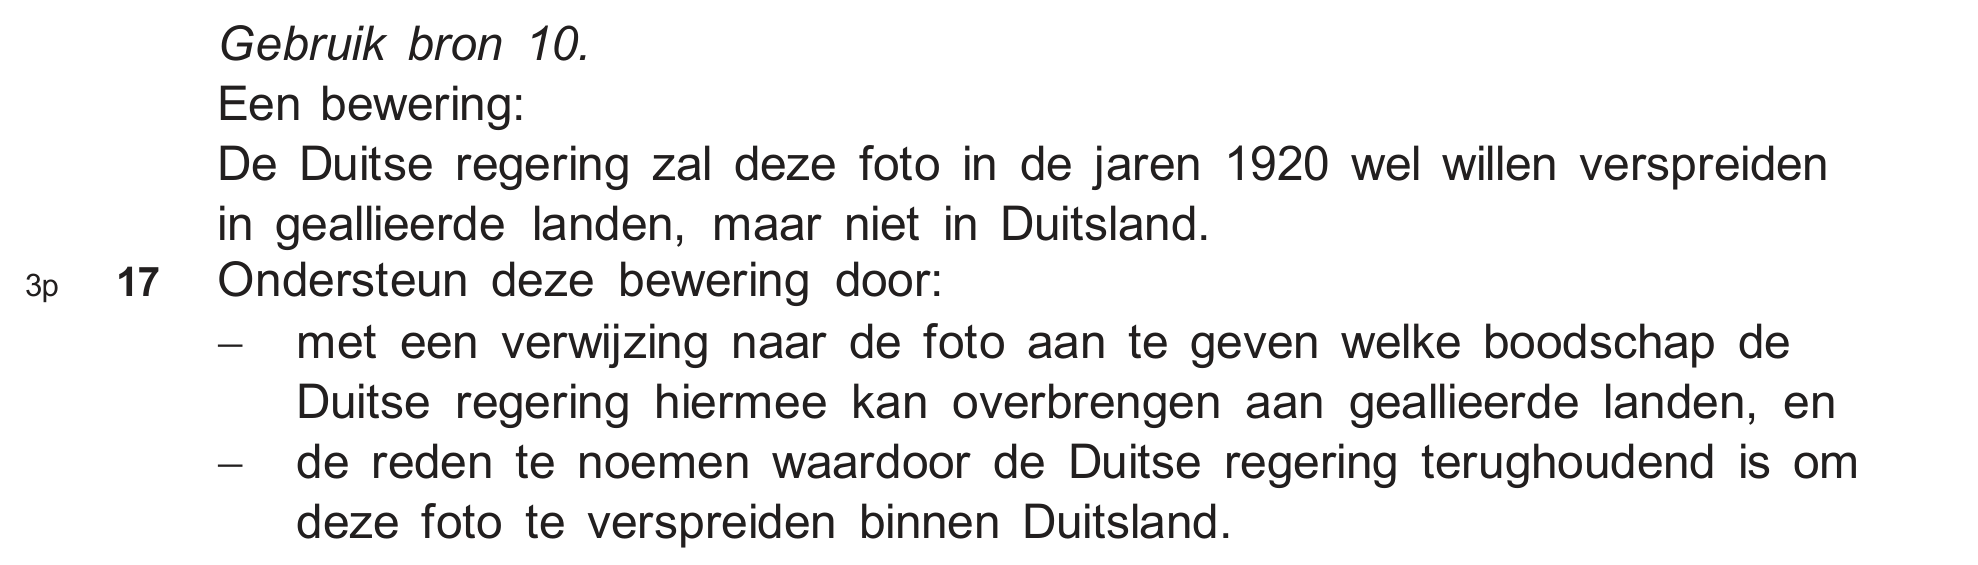 Gebruik bron 10.
Een bewering:
De Duitse regering zal deze foto in de jaren 1920 wel willen verspreiden
in geallieerde landen, maar niet in Duitsland.
3p 17 Ondersteun deze bewering door:
– met een verwijzing naar de foto aan te geven welke boodschap de
Duitse regering hiermee kan overbrengen aan geallieerde landen, en
– de reden te noemen waardoor de Duitse regering terughoudend is om
deze foto te verspreiden binnen Duitsland.